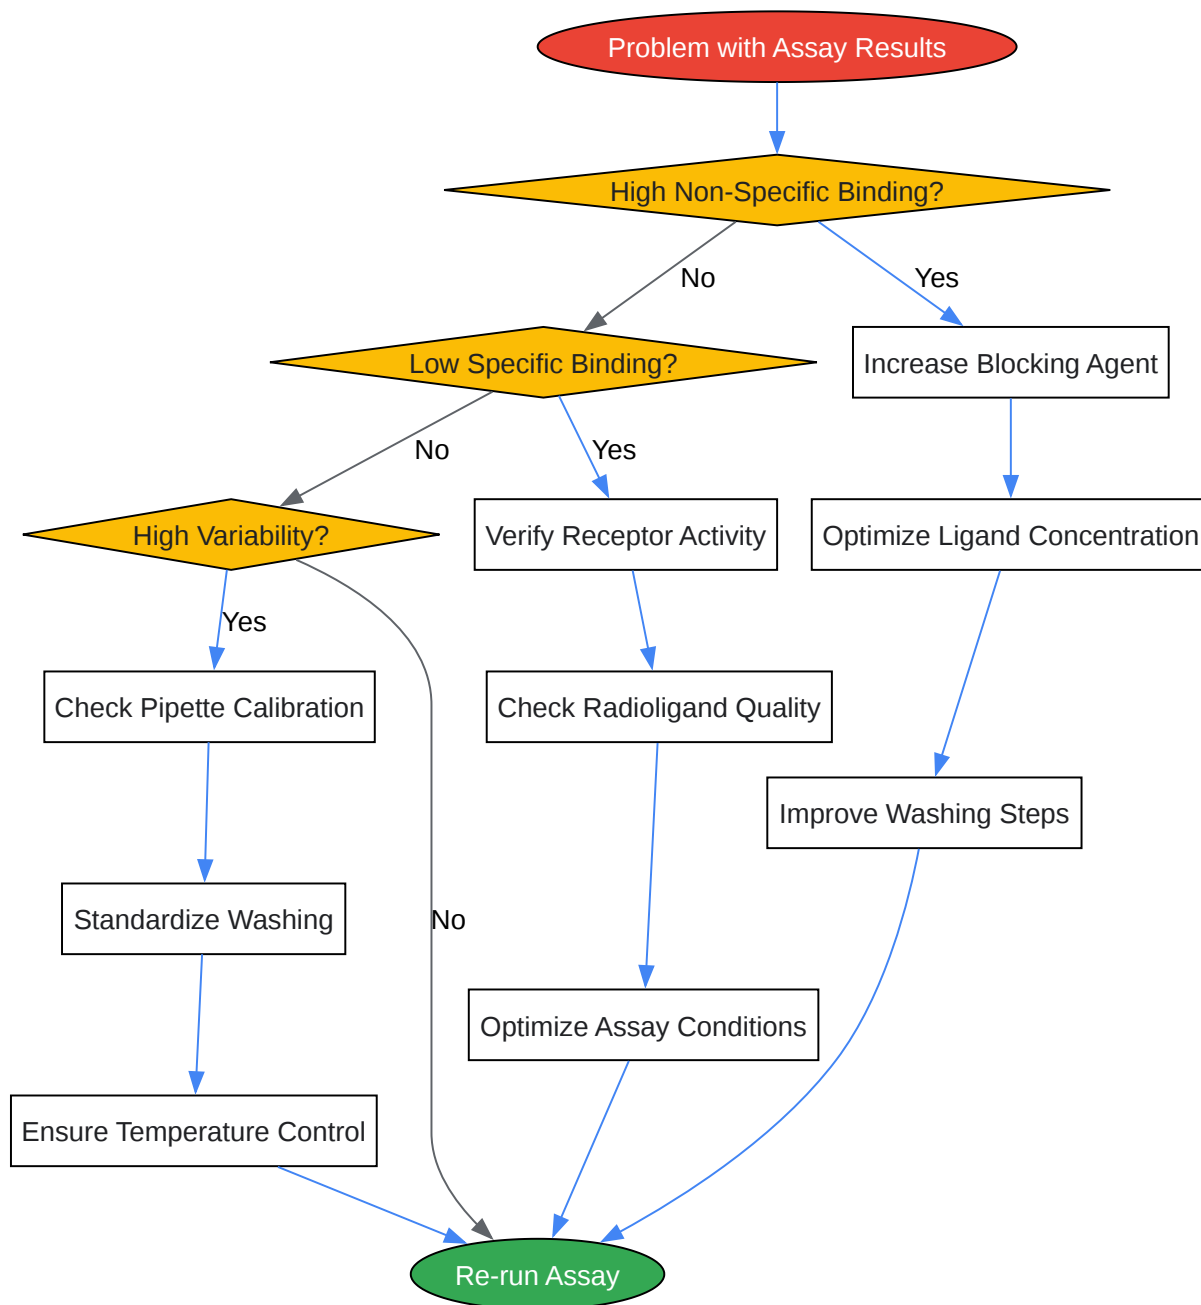 Problem with Assay Results
High Non-Specific Binding?
No
Yes
Low Specific Binding?
Increase Blocking Agent
No
Yes
High Variability?
Verify Receptor Activity
Optimize Ligand Concentration
Yes
Check Pipette Calibration
Check Radioligand Quality
Improve Washing Steps
Standardize Washing
No
Optimize Assay Conditions
Ensure Temperature Control
Re-run Assay